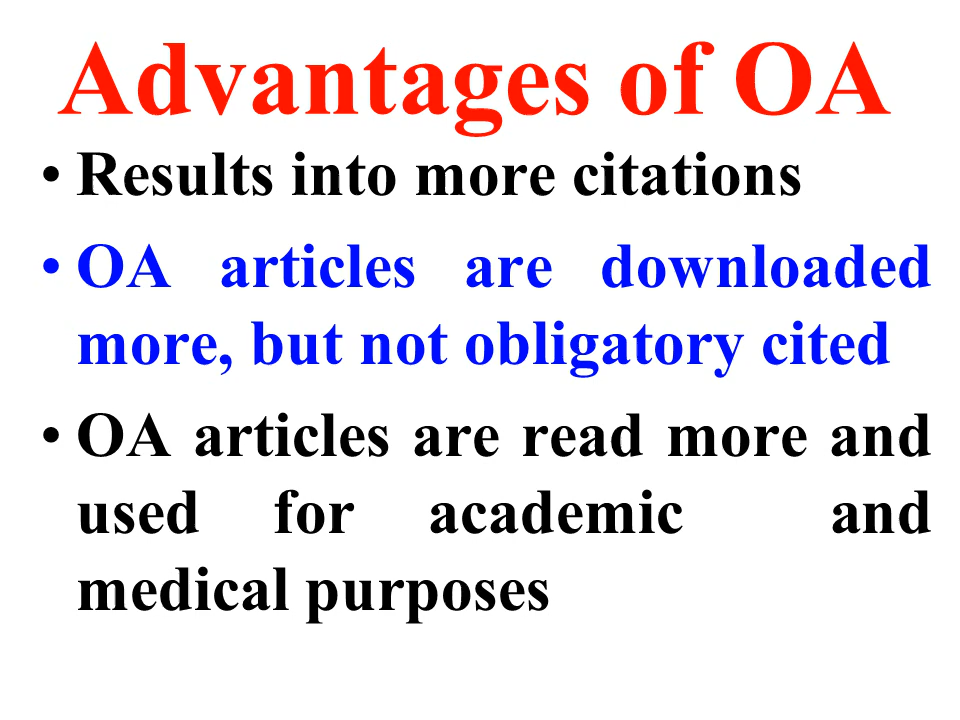 Advantages of OA
• Results into more citations
• OA articles are downloaded
more, but not obligatory cited
• OA articles are read more and
used for academic and
medical purposes